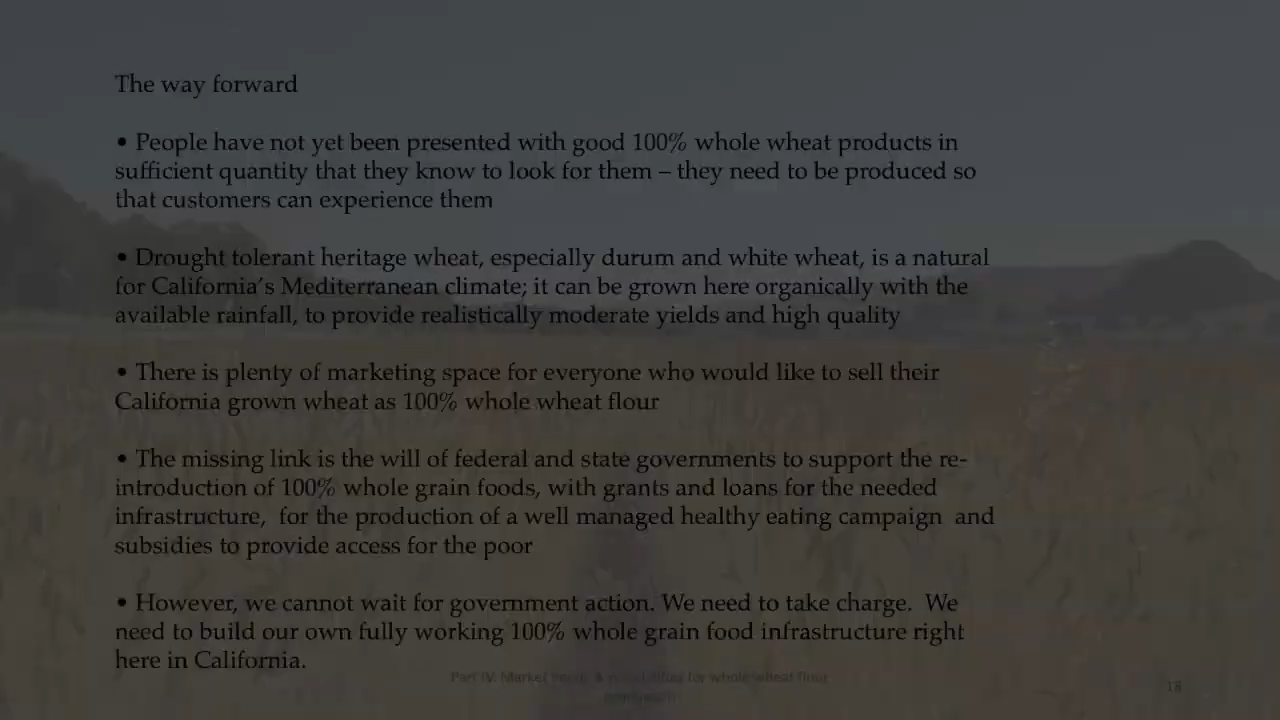 The way forward
• People have not yet been presented with good 100% whole wheat products in
sufficient quantity that they know to look for them – they need to be produced so
that customers can experience them
• Drought tolerant heritage wheat, especially durum and white wheat, is a natural
for California's Mediterranean climate; it can be grown here organically with the
available rainfall, to provide realistically moderate yields and high quality
• There is plenty of marketing space for everyone who would like to sell their
California grown wheat as 100% whole wheat flour
• The missing link is the will of federal and state governments to support the re-
introduction of 100% whole grain foods, with grants and loans for the needed
infrastructure,  for the production of a well managed healthy eating campaign  and
subsidies to provide access for the poor
• However, we cannot wait for government action. We need to take charge.  We
need to build our own fully working 100% whole grain food infrastructure right
here in California.
Part IV. Market for whole wheat flour
18